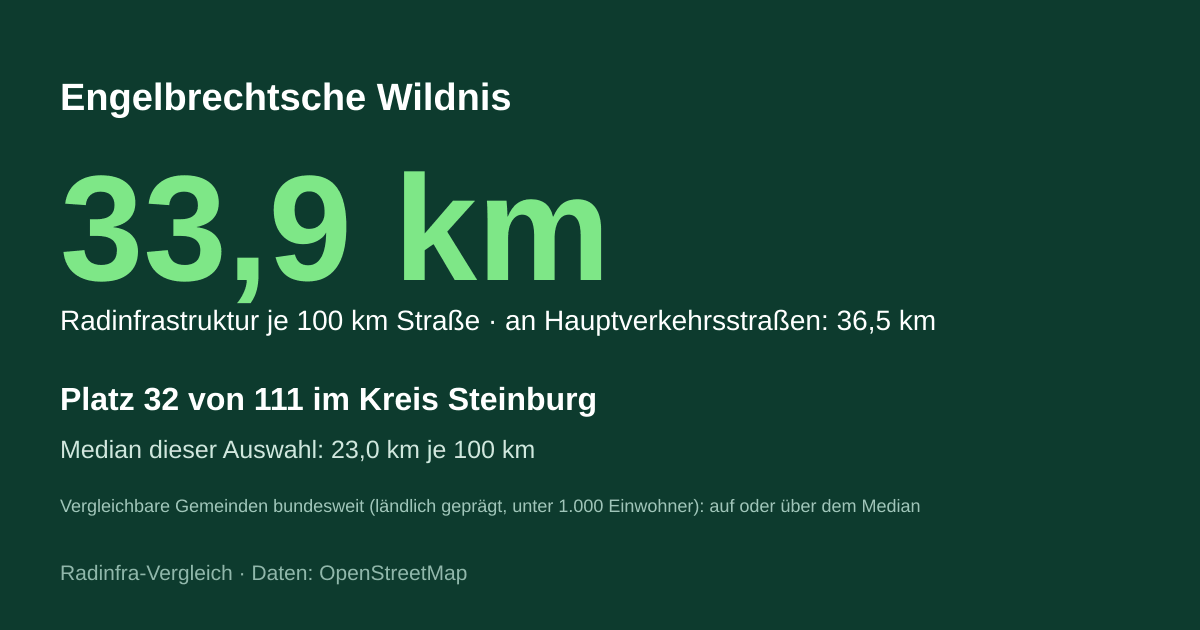 Engelbrechtsche Wildnis
33,9 km
Radinfrastruktur je 100 km Straße · an Hauptverkehrsstraßen: 36,5 km
Platz 32 von 111 im Kreis Steinburg
Median dieser Auswahl: 23,0 km je 100 km
Vergleichbare Gemeinden bundesweit (ländlich geprägt, unter 1.000 Einwohner): auf oder über dem Median
Radinfra-Vergleich · Daten: OpenStreetMap